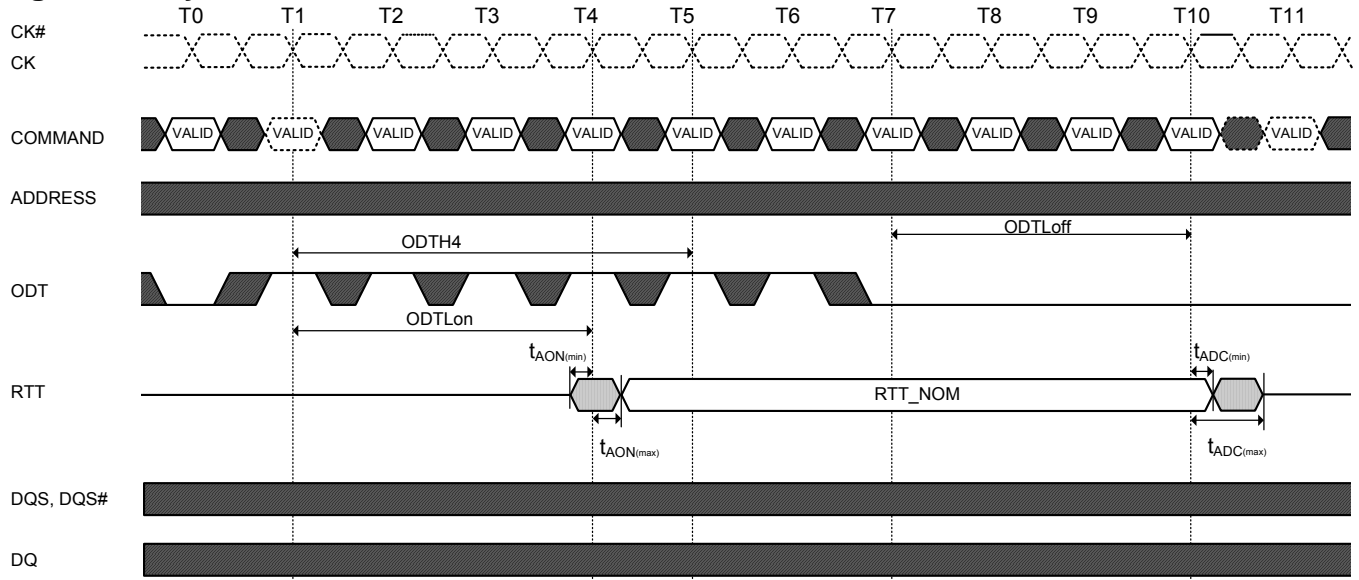 T0 T1 T2 T3 T4 T5 T6 T7 T8 T9 T10 T11
CK#
CK
COMMAND VALID VALID VALID VALID VALID VALID VALID VALID VALID VALID VALID VALID
ADDRESS
ODTLoff
ODTH4
ODT
ODTLon
tAON(min) tADC(min)
RTT RTT_NOM
tAON(max) tADC(max)
DQS, DQS#
DQ